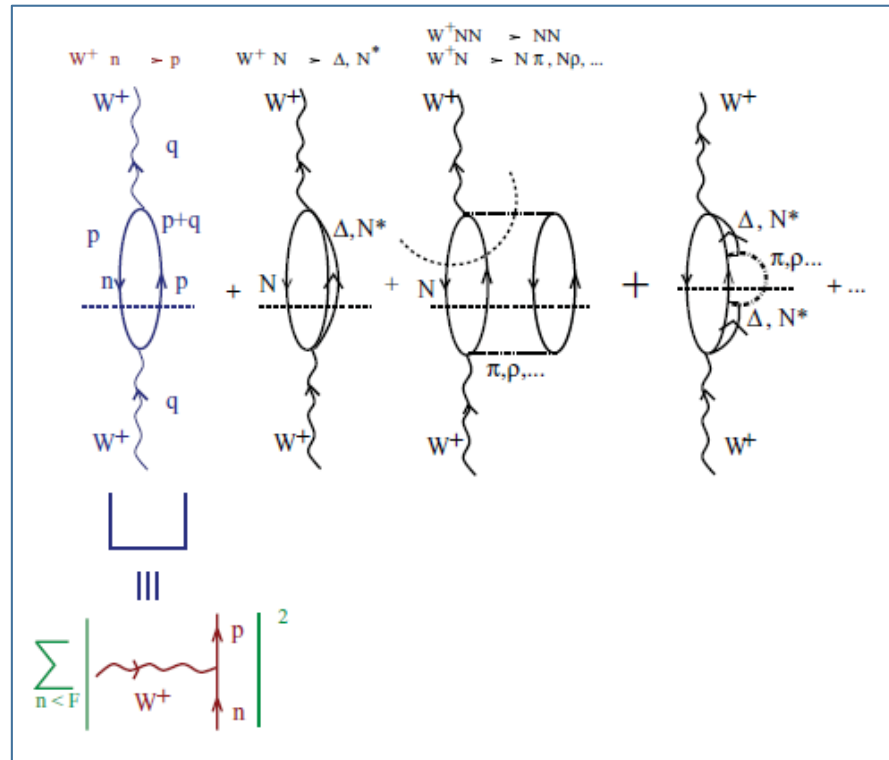 W⁺NN > NN
W⁺ n > p
W⁺ N > Δ, N*
W⁺N > N π, Nρ, ...
W⁺
W⁺
W⁺
W⁺
q
p
p+q
Δ,N*
Δ, N*
π,ρ...
n
p
+
N
+
N
+
Δ, N*
+ ...
π,ρ,...
q
W⁺
W⁺
W⁺
W⁺
|||
∑
n < F
W⁺
p
n
2